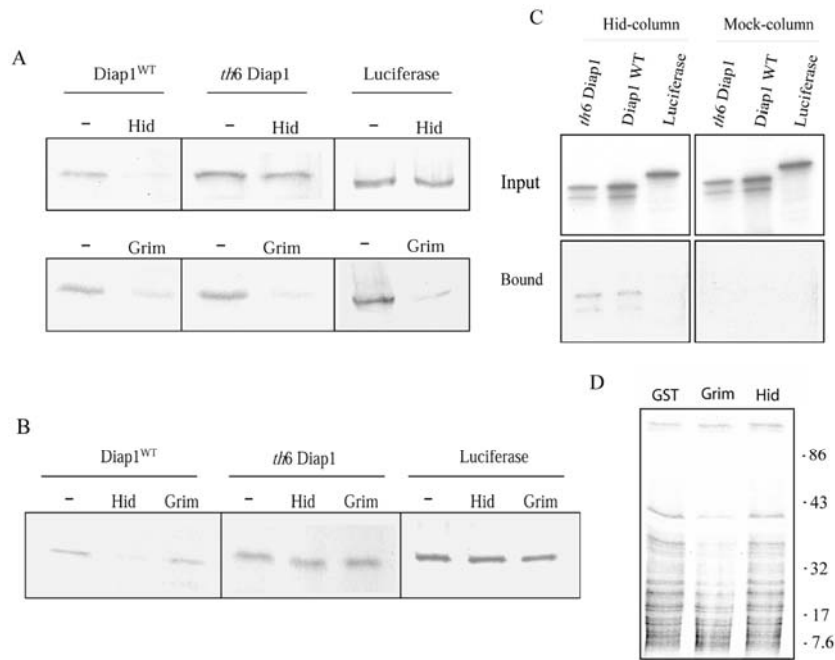 A
Diap1WT
th6 Diap1
Luciferase
– Hid – Hid – Hid
– Grim – Grim – Grim
B
Diap1WT
th6 Diap1
Luciferase
– Hid Grim – Hid Grim – Hid Grim
C
Hid-column
Mock-column
th6 Diap1
Diap1 WT
Luciferase
th6 Diap1
Diap1 WT
Luciferase
Input
Bound
D
GST Grim Hid
- 86
- 43
- 32
- 17
- 7.6